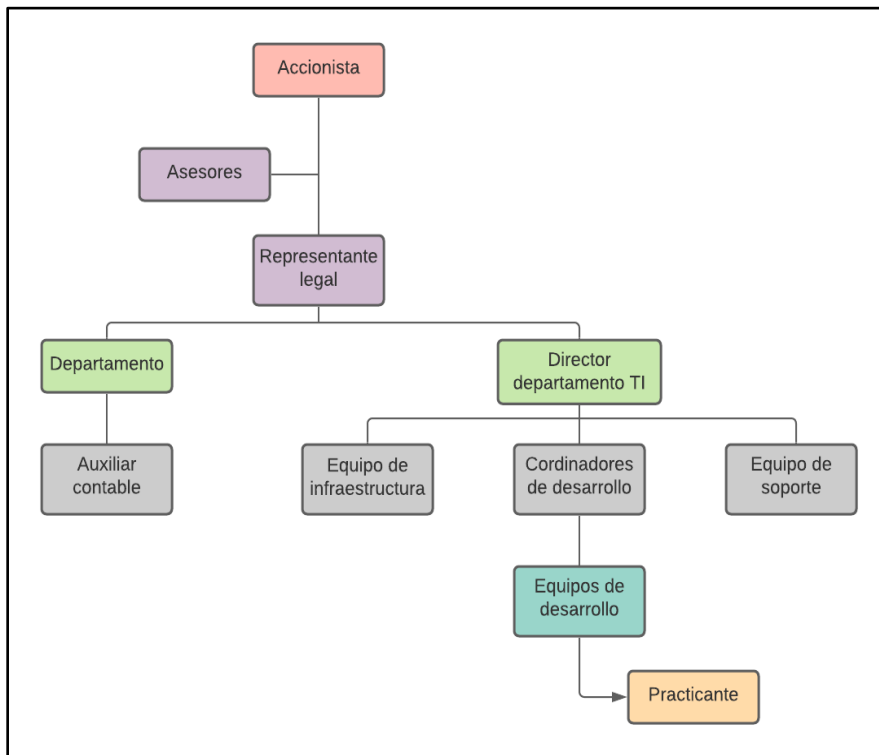 Accionista
Asesores
Representante
legal
Departamento
Director
departamento TI
Auxiliar
contable
Equipo de
infraestructura
Cordinadores
de desarrollo
Equipo de
soporte
Equipos de
desarrollo
Practicante